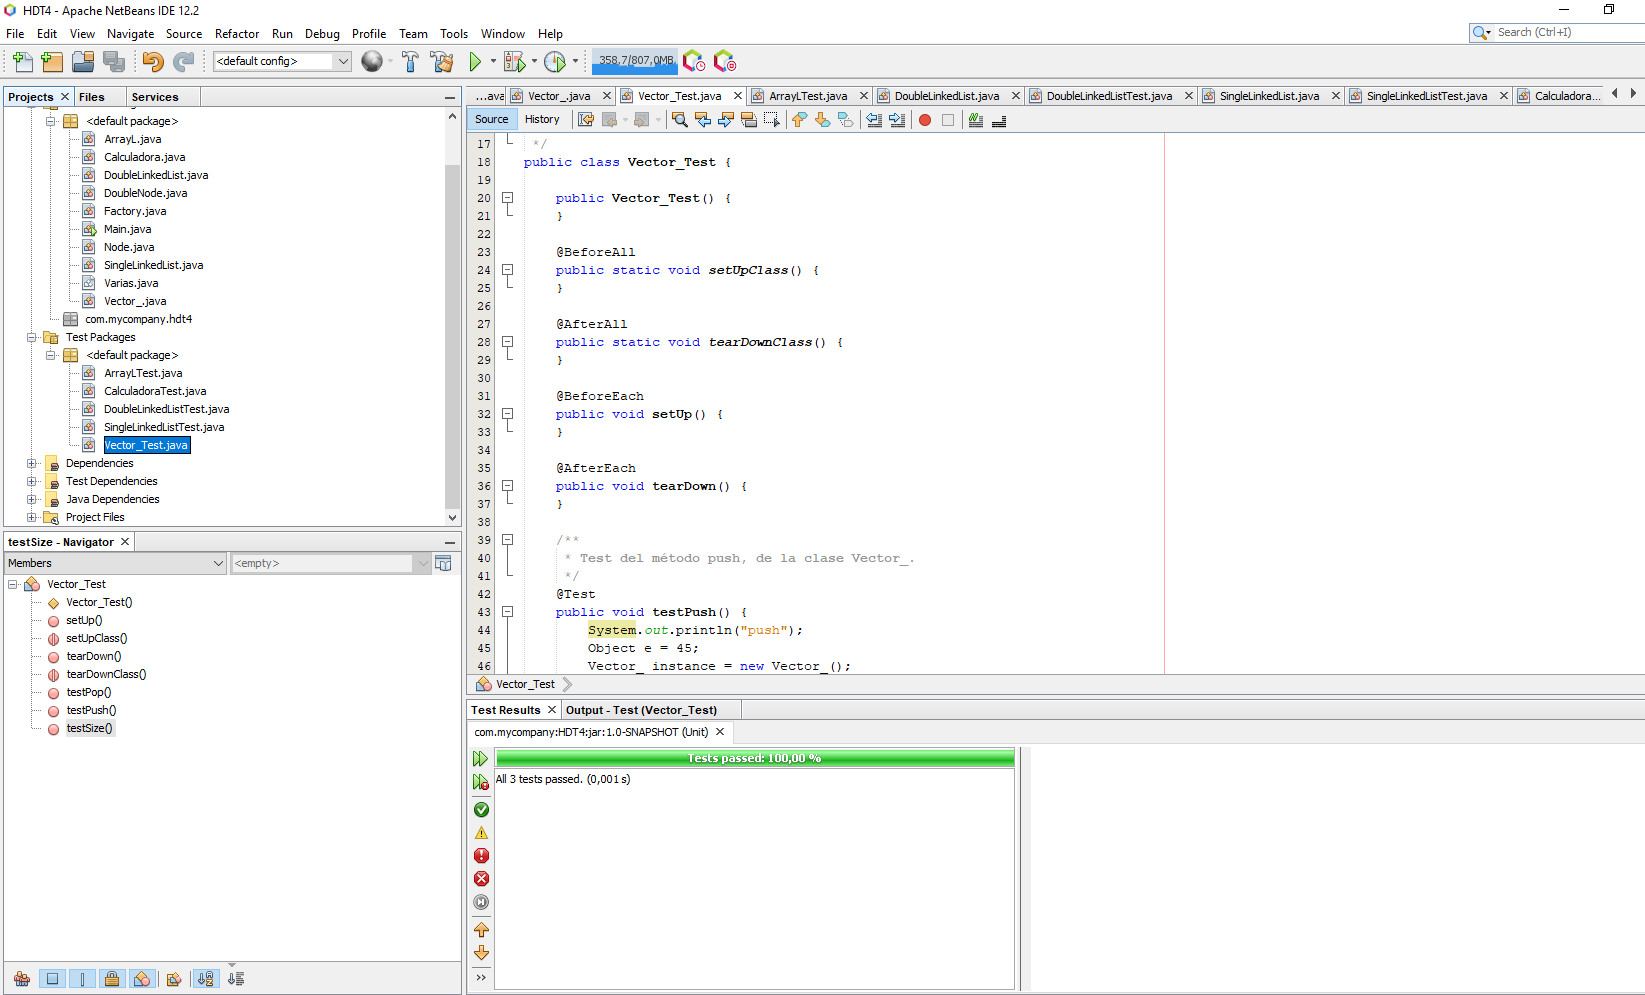 HDT4 - Apache NetBeans IDE 12.2
File Edit View Navigate Source Refactor Run Debug Profile Team Tools Window Help
Search (Ctrl+I)
<default config>
358,7/807,0MB
Projects Files Services
<default package>
ArrayL.java
Calculadora.java
DoubleLinkedList.java
DoubleNode.java
Factory.java
Main.java
Node.java
SingleLinkedList.java
Varias.java
Vector_.java
com.mycompany.hdt4
Test Packages
<default package>
ArrayLTest.java
CalculadoraTest.java
DoubleLinkedListTest.java
SingleLinkedListTest.java
Vector_Test.java
Dependencies
Test Dependencies
Java Dependencies
Project Files
testSize - Navigator
Members <empty>
Vector_Test
Vector_Test()
setUp()
setUpClass()
tearDown()
tearDownClass()
testPop()
testPush()
testSize()
...ava Vector_.java Vector_Test.java ArrayLTest.java DoubleLinkedList.java DoubleLinkedListTest.java SingleLinkedList.java SingleLinkedListTest.java Calculadora...
Source History
17 */
18 public class Vector_Test {
19
20 public Vector_Test() {
21 }
22
23 @BeforeAll
24 public static void setUpClass() {
25 }
26
27 @AfterAll
28 public static void tearDownClass() {
29 }
30
31 @BeforeEach
32 public void setUp() {
33 }
34
35 @AfterEach
36 public void tearDown() {
37 }
38
39 /**
40 * Test del método push, de la clase Vector_.
41 */
42 @Test
43 public void testPush() {
44 System.out.println("push");
45 Object e = 45;
46 Vector_ instance = new Vector_();
Vector_Test
Test Results Output - Test (Vector_Test)
com.mycompany:HDT4:jar:1.0-SNAPSHOT (Unit)
Tests passed: 100,00 %
All 3 tests passed. (0,001 s)